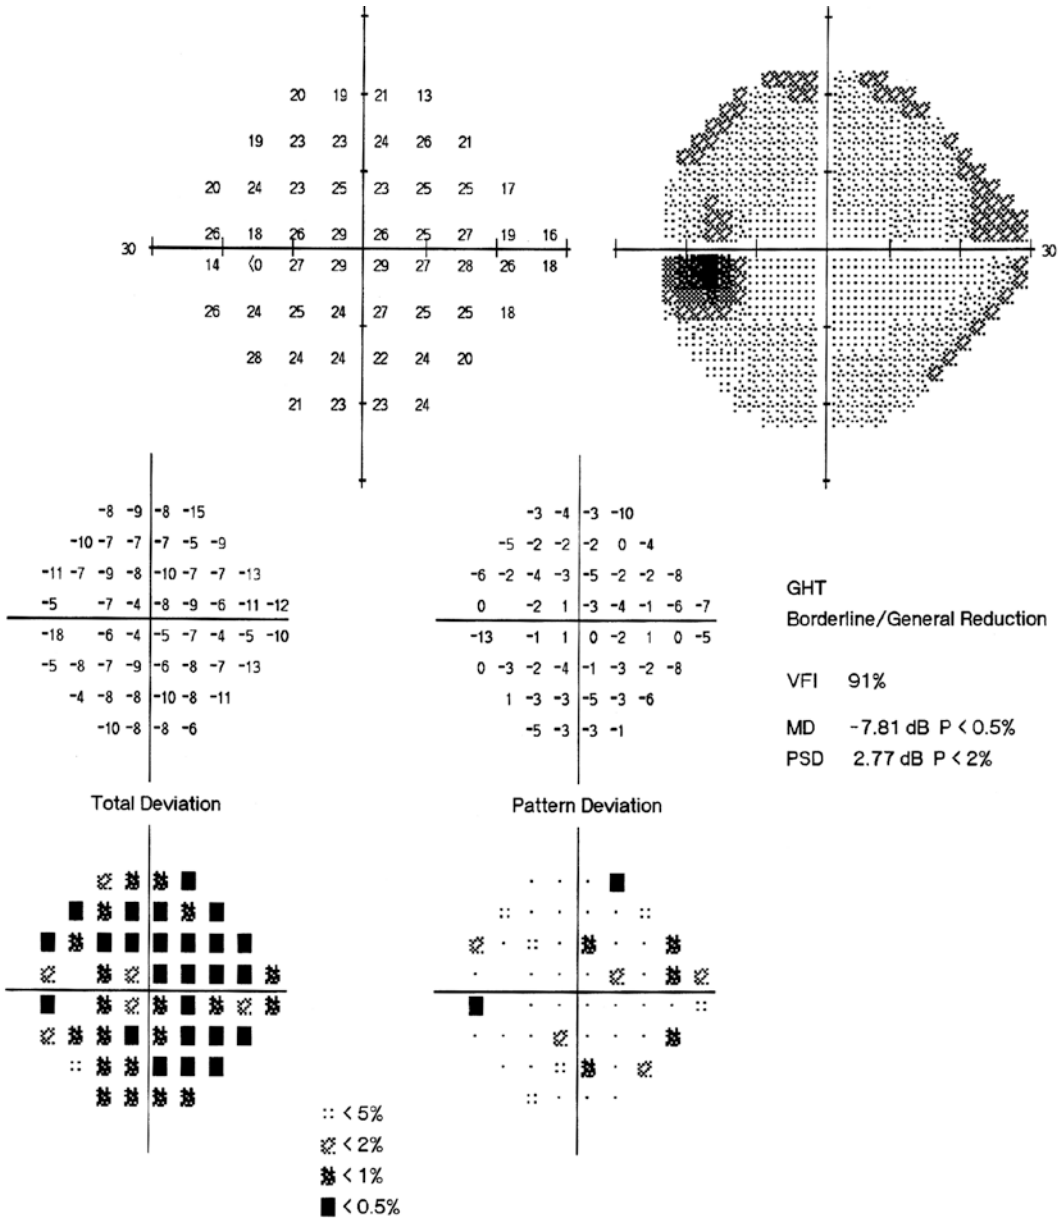 20 19 21 13
19 23 23 24 26 21
20 24 23 25 23 25 25 17
26 18 26 29 26 25 27 19 16
30 30
14 <0 27 29 29 27 28 26 18
26 24 25 24 27 25 25 18
28 24 24 22 24 20
21 23 23 24
-8 -9 -8 -15
-10 -7 -7 -7 -5 -9
-11 -7 -9 -8 -10 -7 -7 -13
-5 -7 -4 -8 -9 -6 -11 -12
-18 -6 -4 -5 -7 -4 -5 -10
-5 -8 -7 -9 -6 -8 -7 -13
-4 -8 -8 -10 -8 -11
-10 -8 -8 -6
Total Deviation
-3 -4 -3 -10
-5 -2 -2 -2 0 -4
-6 -2 -4 -3 -5 -2 -2 -8
0 -2 1 -3 -4 -1 -6 -7
-13 -1 1 0 -2 1 0 -5
0 -3 -2 -4 -1 -3 -2 -8
1 -3 -3 -5 -3 -6
-5 -3 -3 -1
Pattern Deviation
GHT
Borderline/General Reduction
VFI 91%
MD -7.81 dB P < 0.5%
PSD 2.77 dB P < 2%
< 5%
< 2%
< 1%
< 0.5%